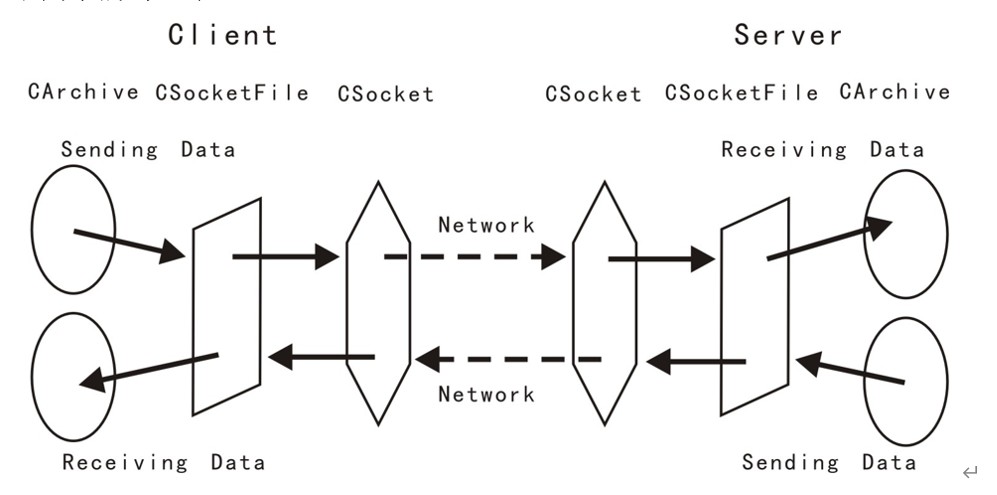 Client Server
CArchive CSocketFile CSocket CSocket CSocketFile CArchive
Sending Data Receiving Data
Network
Network
Receiving Data Sending Data